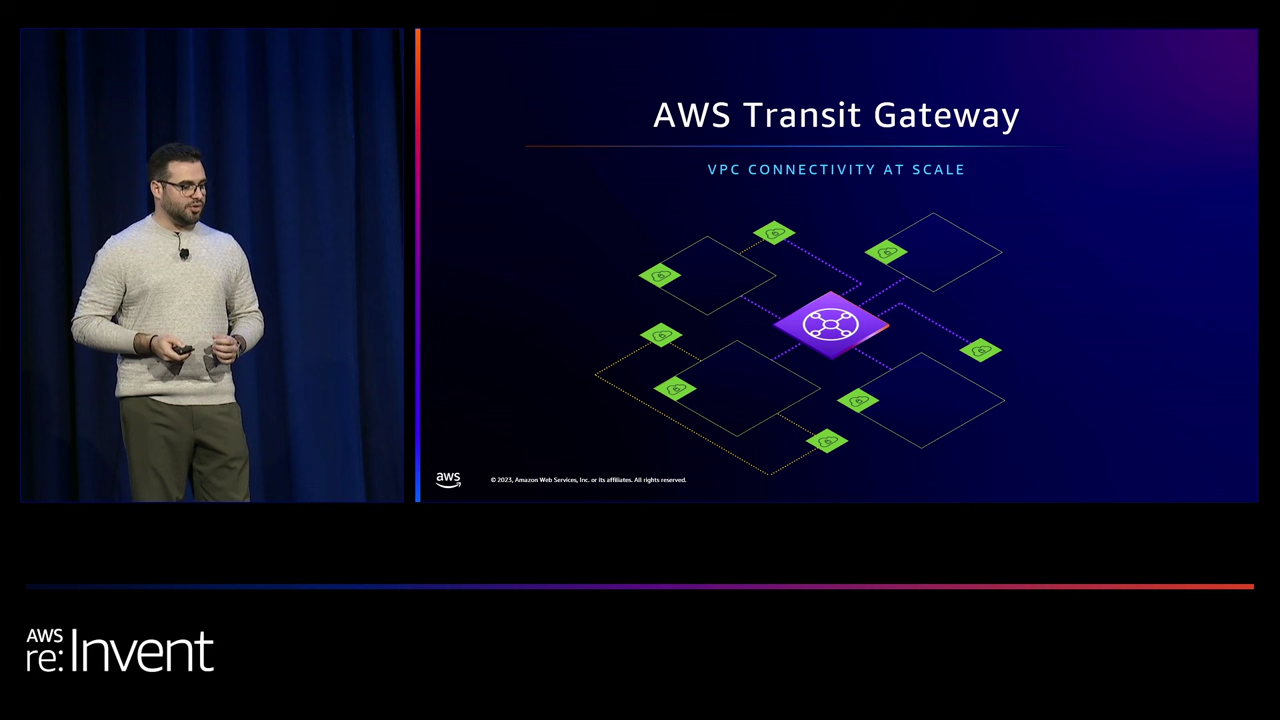 AWS Transit Gateway
VPC CONNECTIVITY AT SCALE
aws
© 2023, Amazon Web Services, Inc. or its affiliates. All rights reserved.
AWS
re:Invent